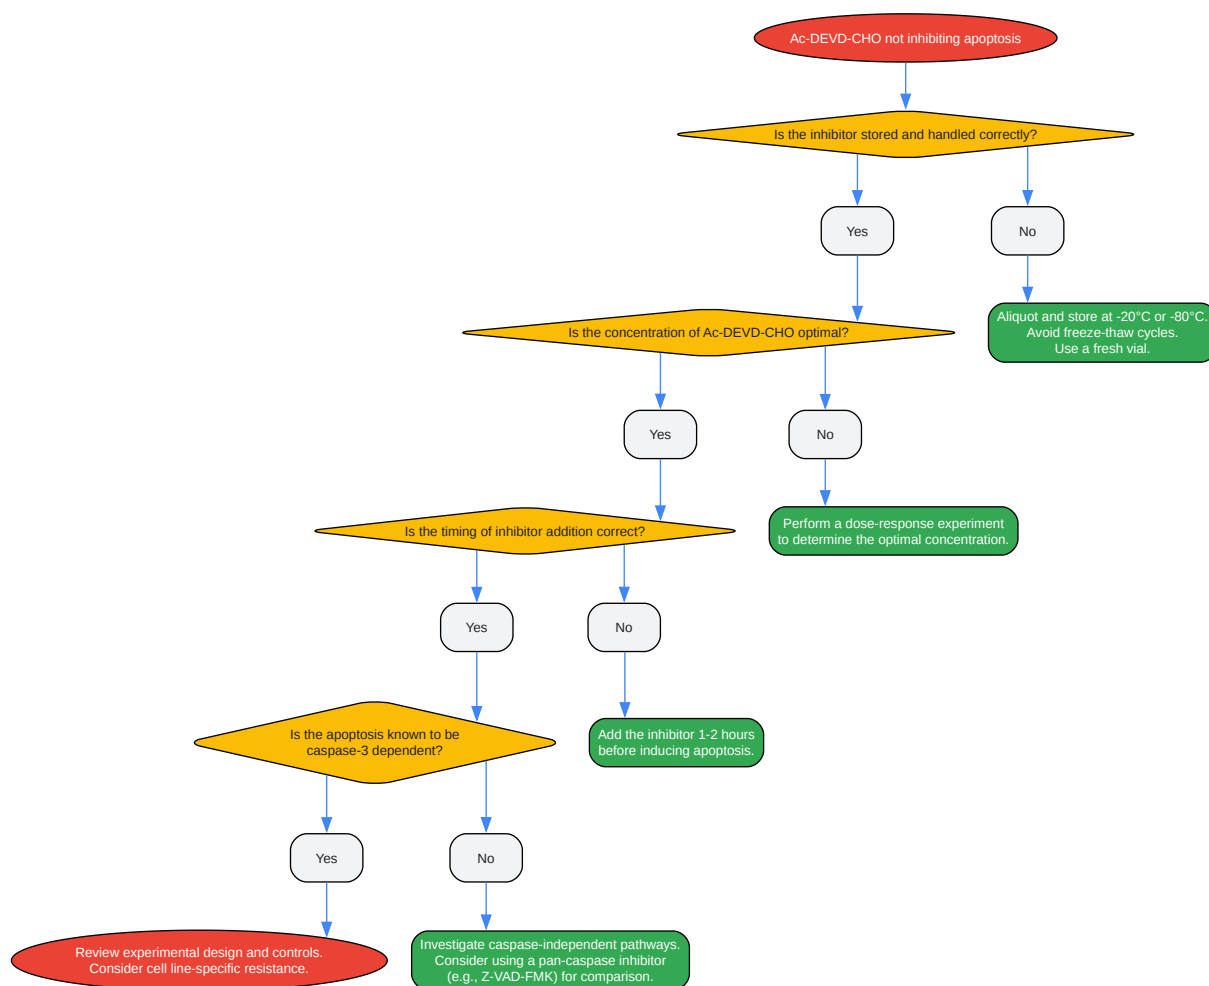 Ac-DEVD-CHO not inhibiting apoptosis
Is the inhibitor stored and handled correctly?
Yes
No
Aliquot and store at -20°C or -80°C.
Avoid freeze-thaw cycles.
Use a fresh vial.
Is the concentration of Ac-DEVD-CHO optimal?
Yes
No
Perform a dose-response experiment
to determine the optimal concentration.
Is the timing of inhibitor addition correct?
Yes
No
Add the inhibitor 1-2 hours
before inducing apoptosis.
Is the apoptosis known to be
caspase-3 dependent?
Yes
No
Review experimental design and controls.
Consider cell line-specific resistance.
Investigate caspase-independent pathways.
Consider using a pan-caspase inhibitor
(e.g., Z-VAD-FMK) for comparison.